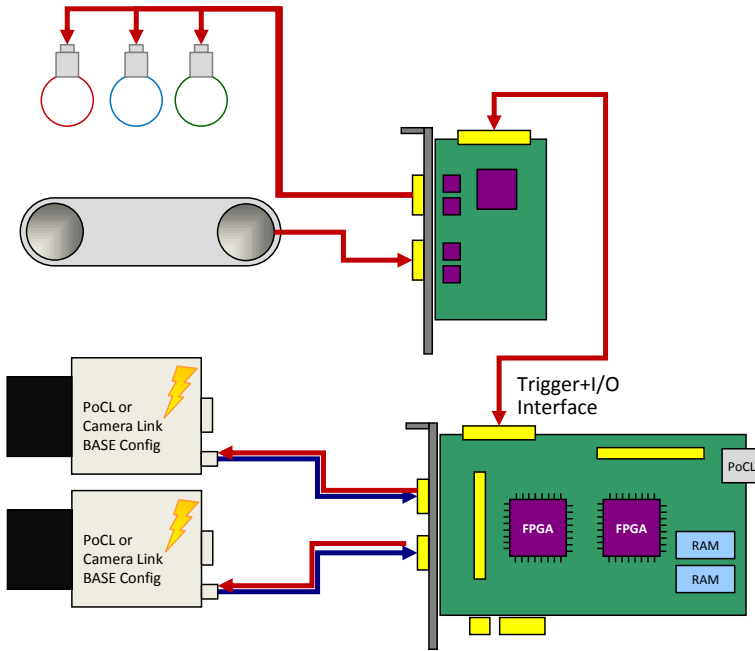 Trigger+I/O
Interface
PoCL or
Camera Link
BASE Config
PoCL
FPGA
FPGA
RAM
RAM
PoCL or
Camera Link
BASE Config